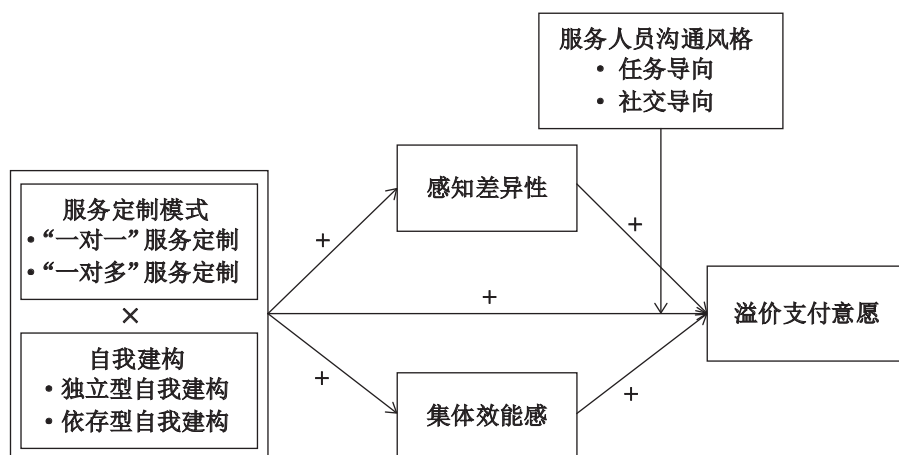 服务人员沟通风格
• 任务导向
• 社交导向
感知差异性
服务定制模式
•“一对一”服务定制
•“一对多”服务定制
+
+
+
×
溢价支付意愿
自我建构
• 独立型自我建构
• 依存型自我建构
+
+
集体效能感